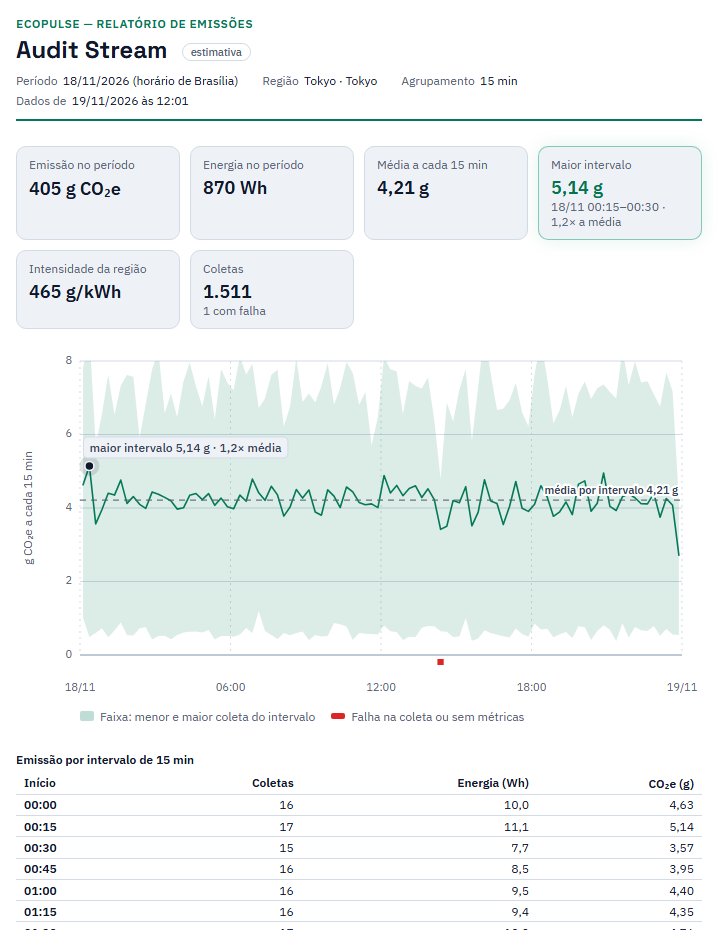 ECOPULSE — RELATÓRIO DE EMISSÕES
Audit Stream estimativa
Período 18/11/2026 (horário de Brasília) Região Tokyo · Tokyo Agrupamento 15 min
Dados de 19/11/2026 às 12:01
Emissão no período
405 g CO₂e
Energia no período
870 Wh
Média a cada 15 min
4,21 g
Maior intervalo
5,14 g
18/11 00:15–00:30 ·
1,2× a média
Intensidade da região
465 g/kWh
Coletas
1.511
1 com falha
g CO₂e a cada 15 min
8
6
4
2
0
maior intervalo 5,14 g · 1,2× média
média por intervalo 4,21 g
18/11 06:00 12:00 18:00 19/11
Faixa: menor e maior coleta do intervalo Falha na coleta ou sem métricas
Emissão por intervalo de 15 min
Início Coletas Energia (Wh) CO₂e (g)
00:00 16 10,0 4,63
00:15 17 11,1 5,14
00:30 15 7,7 3,57
00:45 16 8,5 3,95
01:00 16 9,5 4,40
01:15 16 9,4 4,35